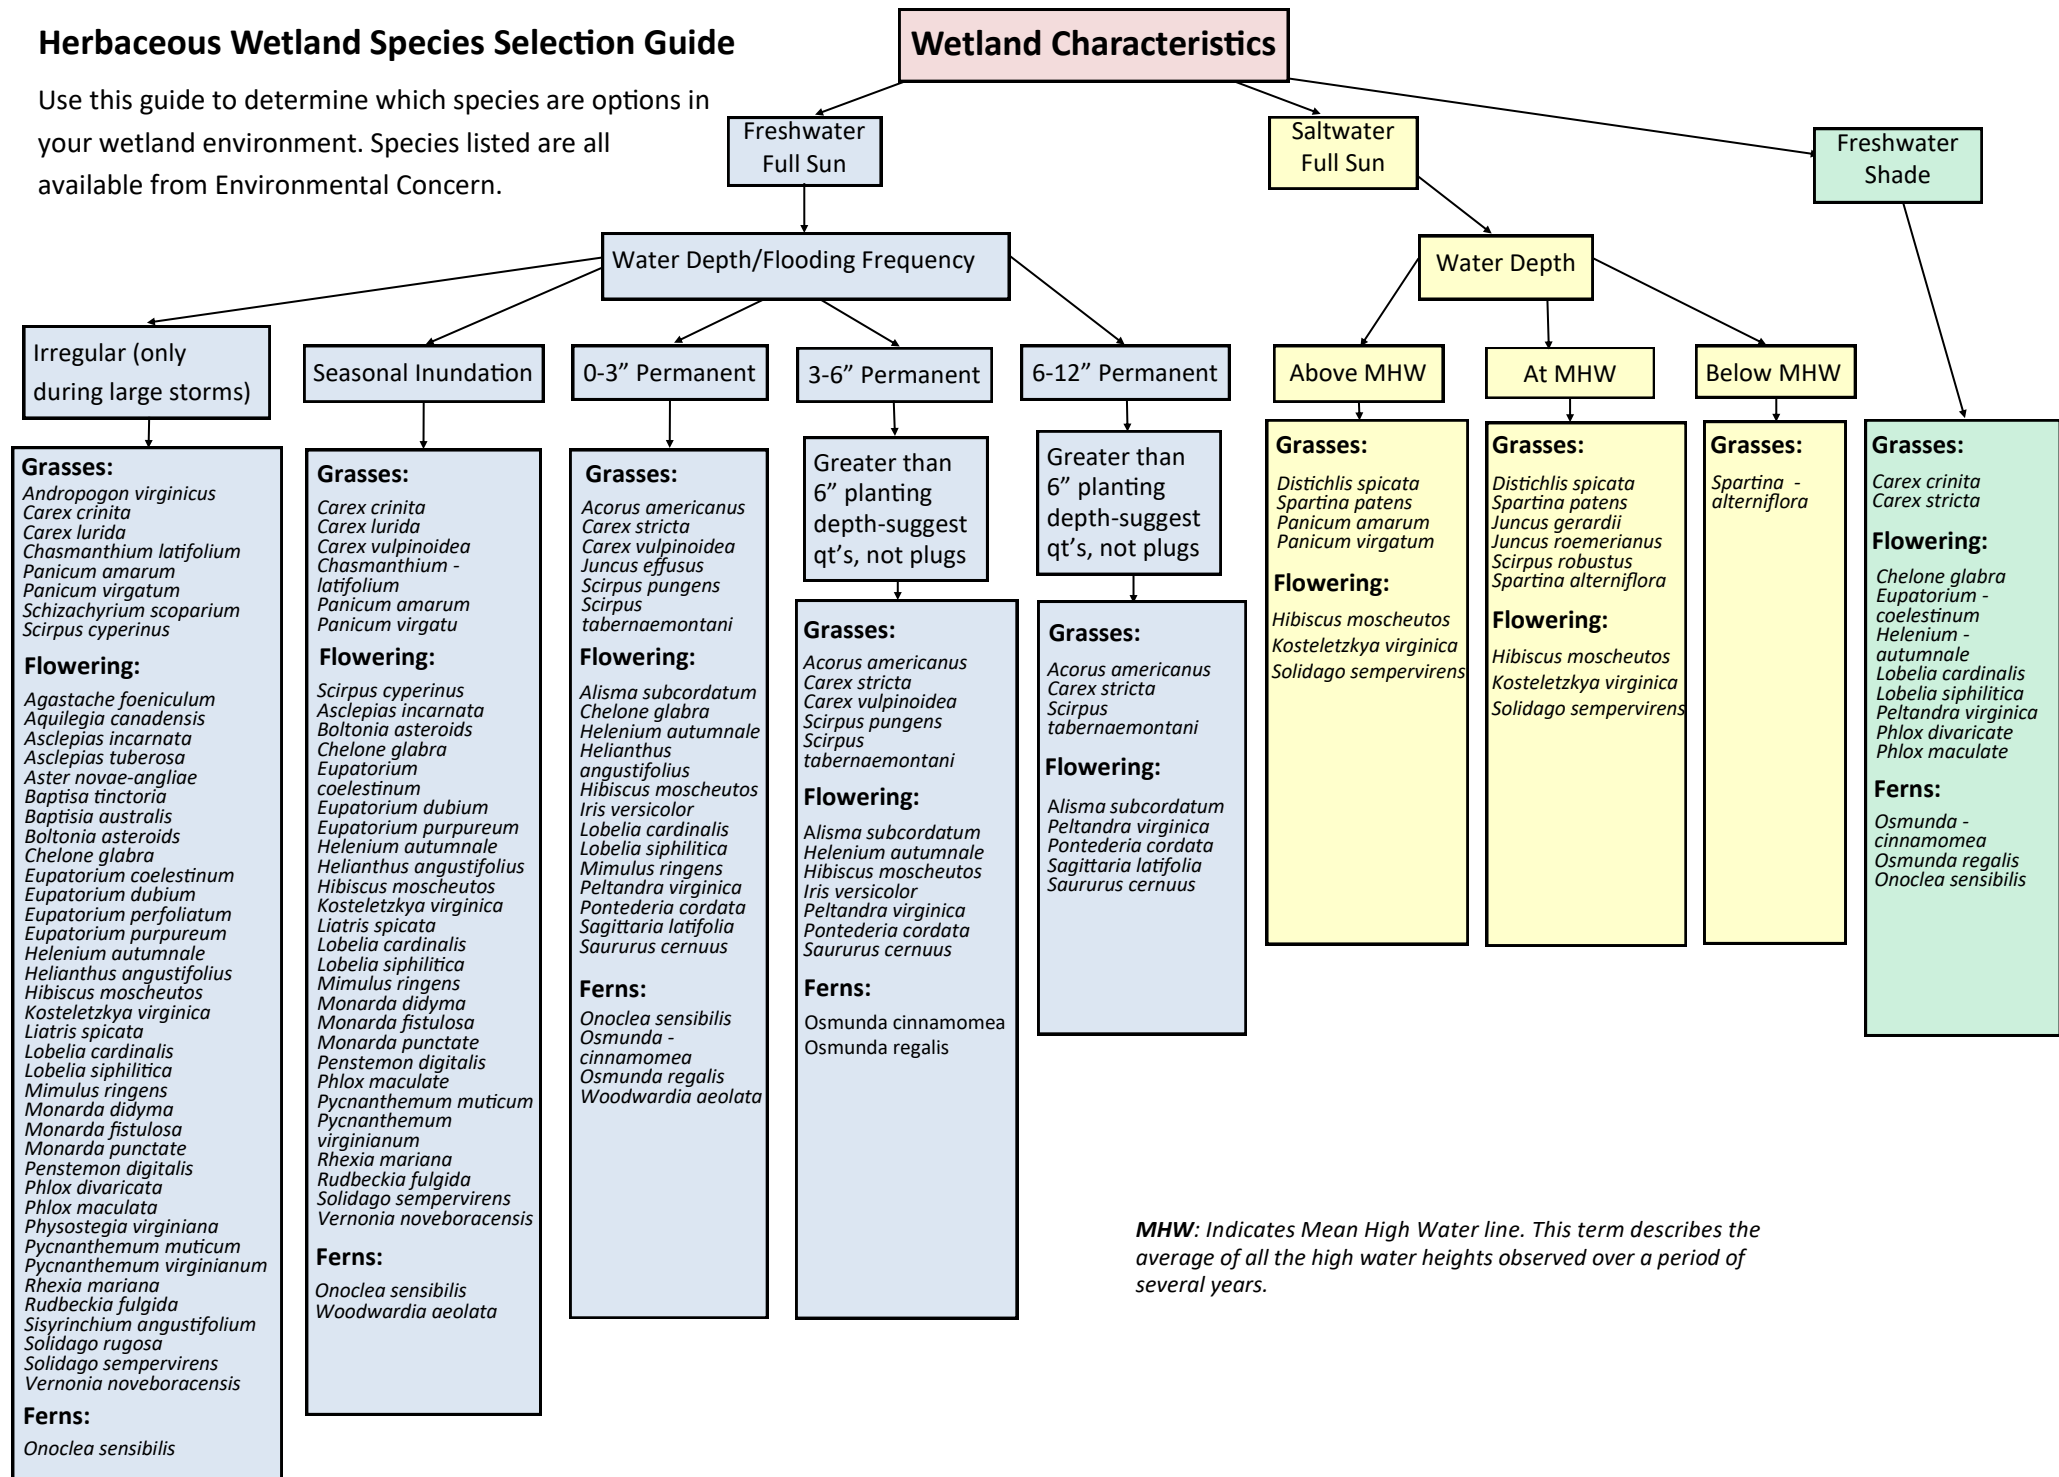 Herbaceous Wetland Species Selection Guide
Use this guide to determine which species are options in
your wetland environment. Species listed are all
available from Environmental Concern.
Wetland Characteristics
Freshwater
Full Sun
Saltwater
Full Sun
Freshwater
Shade
Water Depth/Flooding Frequency
Water Depth
Irregular (only
during large storms)
Seasonal Inundation
0-3” Permanent
3-6” Permanent
6-12” Permanent
Above MHW
At MHW
Below MHW
Grasses:
Andropogon virginicus
Carex crinita
Carex lurida
Chasmanthium latifolium
Panicum amarum
Panicum virgatum
Schizachyrium scoparium
Scirpus cyperinus
Flowering:
Agastache foeniculum
Aquilegia canadensis
Asclepias incarnata
Asclepias tuberosa
Aster novae-angliae
Baptisa tinctoria
Baptisia australis
Boltonia asteroids
Chelone glabra
Eupatorium coelestinum
Eupatorium dubium
Eupatorium perfoliatum
Eupatorium purpureum
Helenium autumnale
Helianthus angustifolius
Hibiscus moscheutos
Kosteletzkya virginica
Liatris spicata
Lobelia cardinalis
Lobelia siphilitica
Mimulus ringens
Monarda didyma
Monarda fistulosa
Monarda punctate
Penstemon digitalis
Phlox divaricata
Phlox maculata
Physostegia virginiana
Pycnanthemum muticum
Pycnanthemum virginianum
Rhexia mariana
Rudbeckia fulgida
Sisyrinchium angustifolium
Solidago rugosa
Solidago sempervirens
Vernonia noveboracensis
Ferns:
Onoclea sensibilis
Grasses:
Carex crinita
Carex lurida
Carex vulpinoidea
Chasmanthium -
latifolium
Panicum amarum
Panicum virgatu
Flowering:
Scirpus cyperinus
Asclepias incarnata
Boltonia asteroids
Chelone glabra
Eupatorium
coelestinum
Eupatorium dubium
Eupatorium purpureum
Helenium autumnale
Helianthus angustifolius
Hibiscus moscheutos
Kosteletzkya virginica
Liatris spicata
Lobelia cardinalis
Lobelia siphilitica
Mimulus ringens
Monarda didyma
Monarda fistulosa
Monarda punctate
Penstemon digitalis
Phlox maculate
Pycnanthemum muticum
Pycnanthemum
virginianum
Rhexia mariana
Rudbeckia fulgida
Solidago sempervirens
Vernonia noveboracensis
Ferns:
Onoclea sensibilis
Woodwardia aeolata
Grasses:
Acorus americanus
Carex stricta
Carex vulpinoidea
Juncus effusus
Scirpus pungens
Scirpus
tabernaemontani
Flowering:
Alisma subcordatum
Chelone glabra
Helenium autumnale
Helianthus
angustifolius
Hibiscus moscheutos
Iris versicolor
Lobelia cardinalis
Lobelia siphilitica
Mimulus ringens
Peltandra virginica
Pontederia cordata
Sagittaria latifolia
Saururus cernuus
Ferns:
Onoclea sensibilis
Osmunda -
cinnamomea
Osmunda regalis
Woodwardia aeolata
Greater than
6” planting
depth-suggest
qt’s, not plugs
Grasses:
Acorus americanus
Carex stricta
Carex vulpinoidea
Scirpus pungens
Scirpus
tabernaemontani
Flowering:
Alisma subcordatum
Helenium autumnale
Hibiscus moscheutos
Iris versicolor
Peltandra virginica
Pontederia cordata
Saururus cernuus
Ferns:
Osmunda cinnamomea
Osmunda regalis
Greater than
6” planting
depth-suggest
qt’s, not plugs
Grasses:
Acorus americanus
Carex stricta
Scirpus
tabernaemontani
Flowering:
Alisma subcordatum
Peltandra virginica
Pontederia cordata
Sagittaria latifolia
Saururus cernuus
Grasses:
Distichlis spicata
Spartina patens
Panicum amarum
Panicum virgatum
Flowering:
Hibiscus moscheutos
Kosteletzkya virginica
Solidago sempervirens
Grasses:
Distichlis spicata
Spartina patens
Juncus gerardii
Juncus roemerianus
Scirpus robustus
Spartina alterniflora
Flowering:
Hibiscus moscheutos
Kosteletzkya virginica
Solidago sempervirens
Grasses:
Spartina -
alterniflora
Grasses:
Carex crinita
Carex stricta
Flowering:
Chelone glabra
Eupatorium -
coelestinum
Helenium -
autumnale
Lobelia cardinalis
Lobelia siphilitica
Peltandra virginica
Phlox divaricate
Phlox maculate
Ferns:
Osmunda -
cinnamomea
Osmunda regalis
Onoclea sensibilis
MHW: Indicates Mean High Water line. This term describes the
average of all the high water heights observed over a period of
several years.